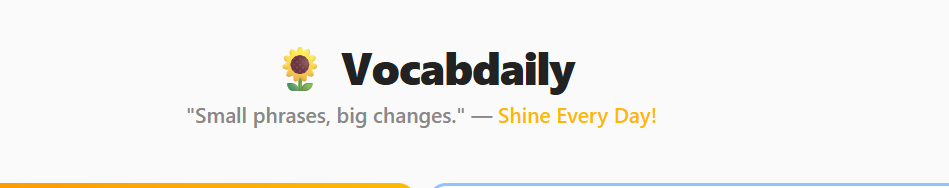 🌻 Vocabdaily
"Small phrases, big changes." — Shine Every Day!